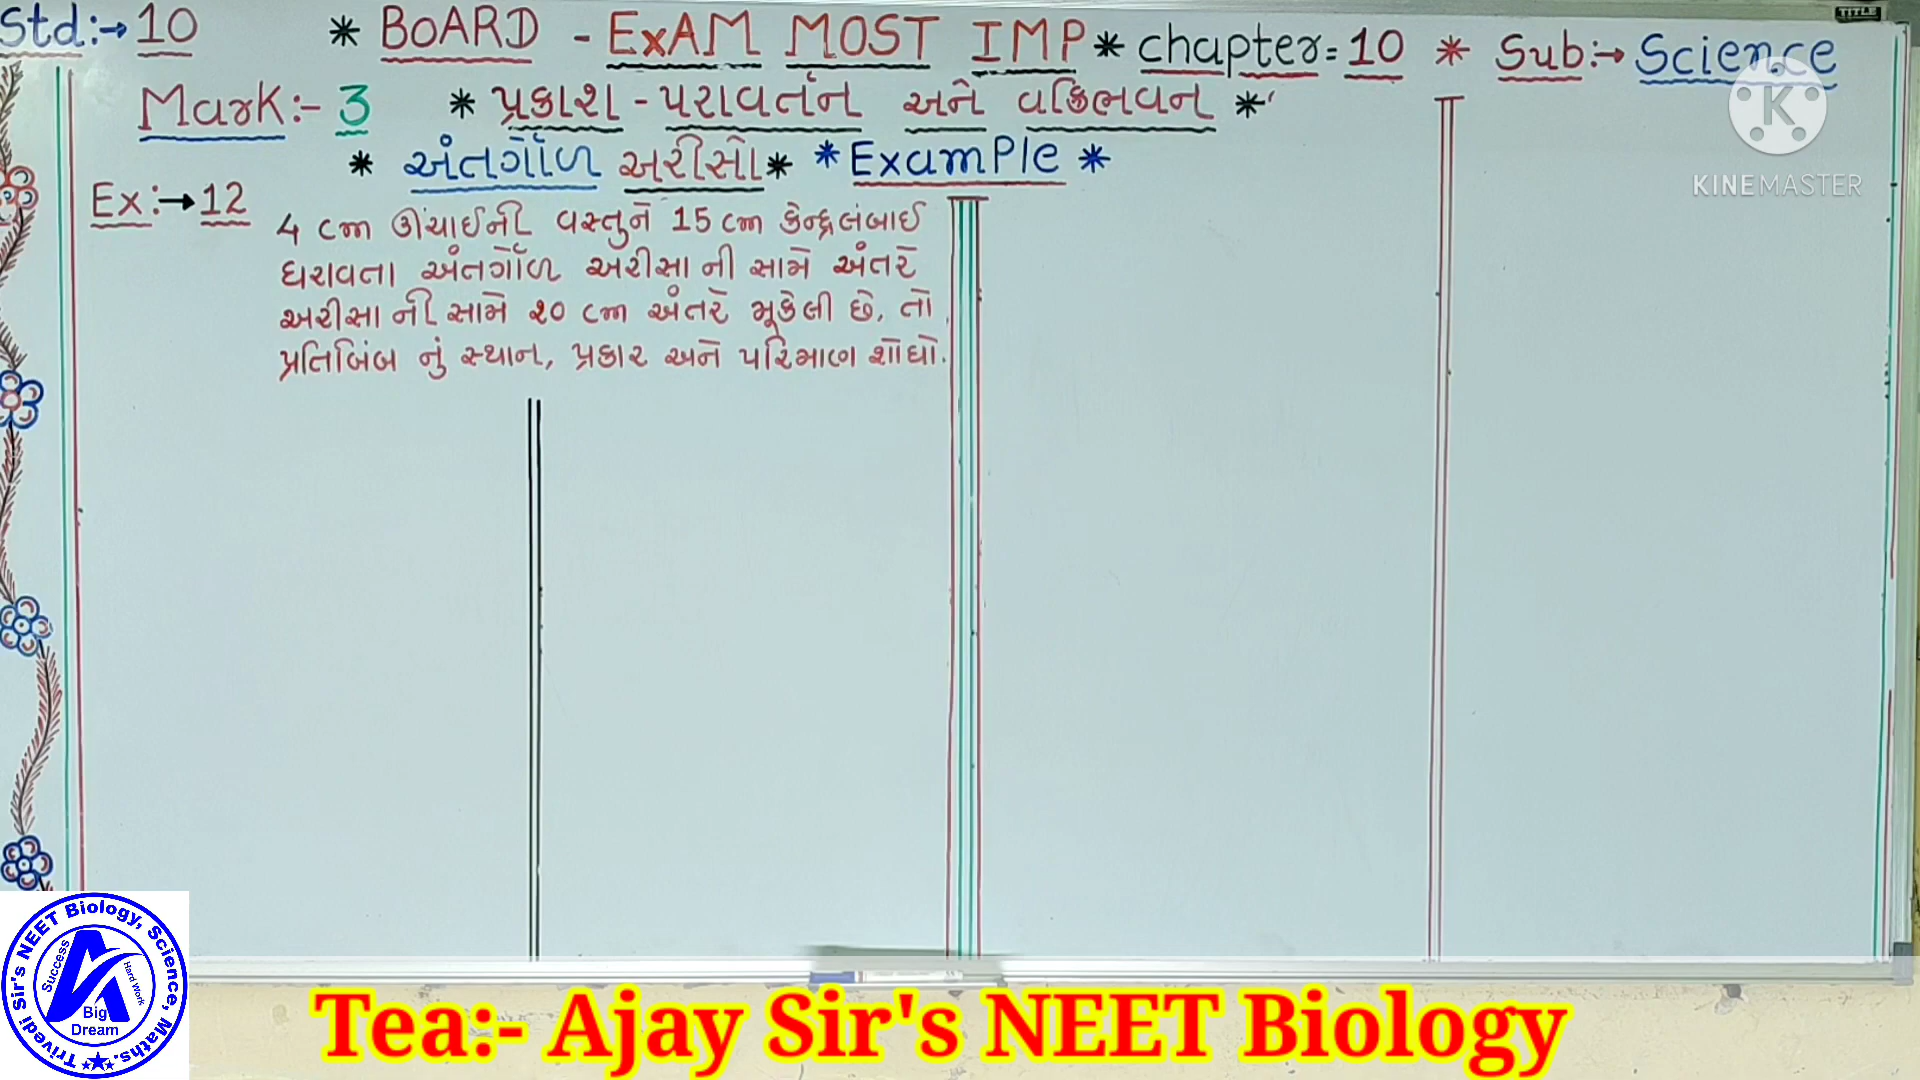 Std:→ 10 * BOARD - EXAM MOST IMP * chapter = 10 * Sub:→ Science
Mark:- 3 * પ્રકાશ - પરાવર્તન અને વક્રિભવન *
* અંતર્ગોળ અરીસો * * Example *
Ex:→ 12
4 cm ઊંચાઈની વસ્તુને 15 cm કેન્દ્રલંબાઈ
ધરાવતા અંતર્ગોળ અરીસા ની સામે અંતરે
અરીસા ની સામે ૨૦ cm અંતરે મૂકેલી છે, તો
પ્રતિબિંબ નું સ્થાન, પ્રકાર અને પરિમાણ શોધો.
K
KINEMASTER
Trivedi Sir's NEET Biology, Science, Maths.
Success
Hard Work
Big
Dream
Tea:- Ajay Sir's NEET Biology